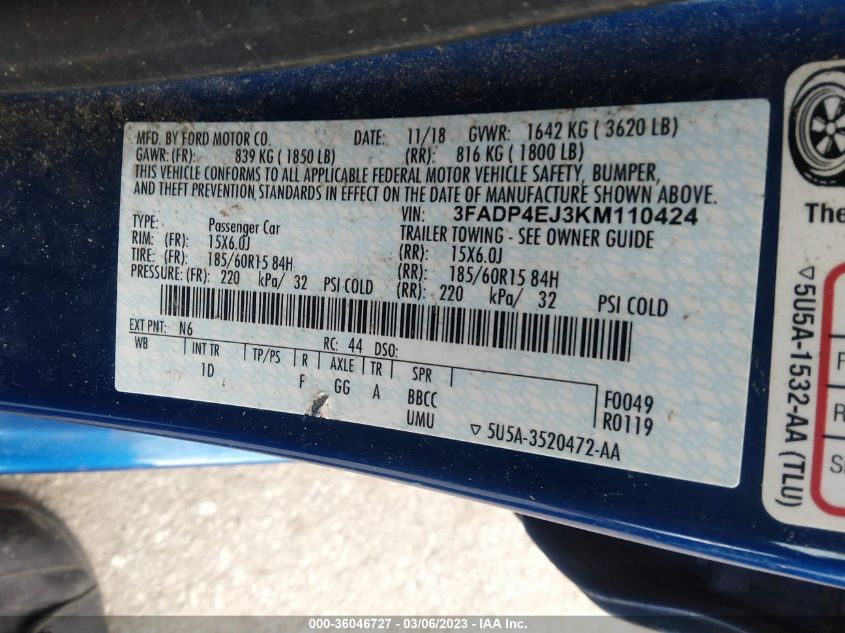 MFD. BY FORD MOTOR CO. DATE: 11/18 GVWR: 1642 KG ( 3620 LB)
GAWR: (FR): 839 KG ( 1850 LB) (RR): 816 KG ( 1800 LB)
THIS VEHICLE CONFORMS TO ALL APPLICABLE FEDERAL MOTOR VEHICLE SAFETY, BUMPER,
AND THEFT PREVENTION STANDARDS IN EFFECT ON THE DATE OF MANUFACTURE SHOWN ABOVE.
VIN: 3FADP4EJ3KM110424
TYPE: Passenger Car TRAILER TOWING - SEE OWNER GUIDE
RIM: (FR): 15X6.0J (RR): 15X6.0J
TIRE: (FR): 185/60R15 84H (RR): 185/60R15 84H
PRESSURE: (FR): 220 kPa/ 32 PSI COLD (RR): 220 kPa/ 32 PSI COLD
EXT PNT: N6 RC: 44 DSO:
WB INT TR TP/PS R AXLE TR SPR
1D F GG A BBCC F0049
UMU R0119
5U5A-3520472-AA
The
5U5A-1532-AA (TLU)
F
R
000-36046727 - 03/06/2023 - IAA Inc.